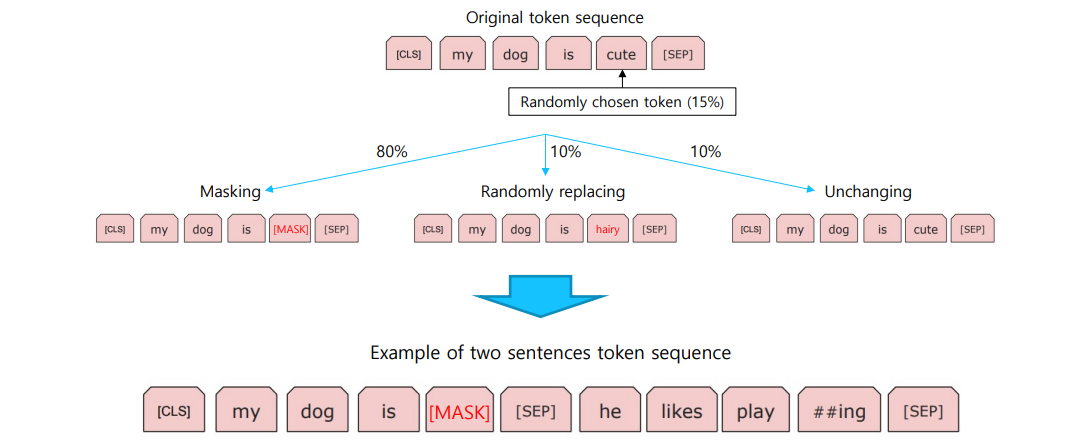 Original token sequence
[CLS] my dog is cute [SEP]
Randomly chosen token (15%)
80% 10% 10%
Masking Randomly replacing Unchanging
[CLS] my dog is [MASK] [SEP] [CLS] my dog is hairy [SEP] [CLS] my dog is cute [SEP]
Example of two sentences token sequence
[CLS] my dog is [MASK] [SEP] he likes play ##ing [SEP]